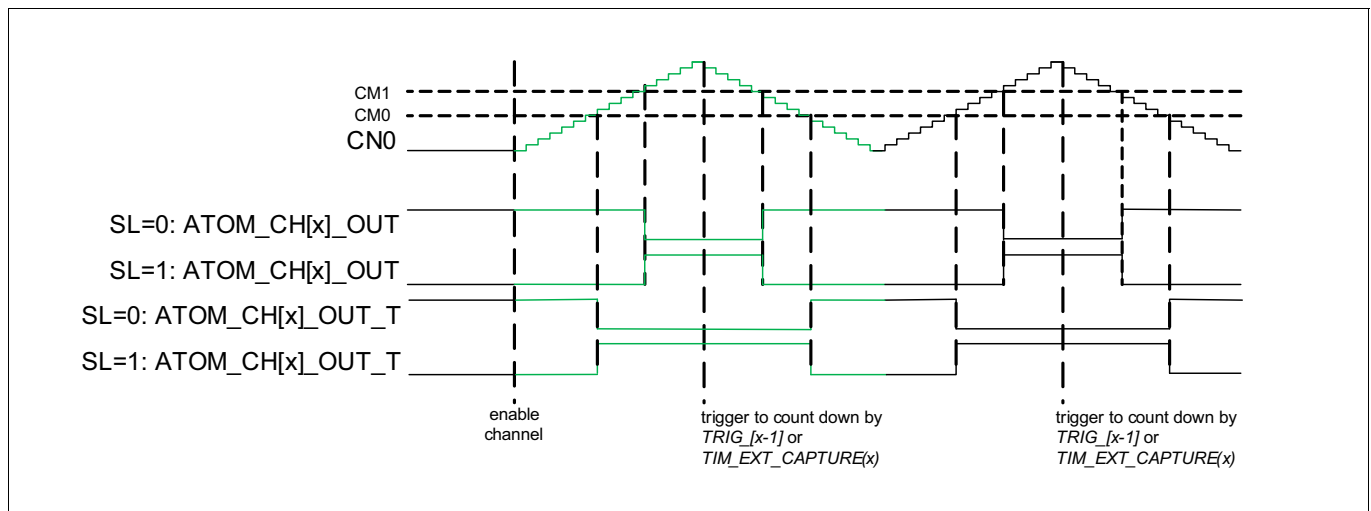 CM1
CM0
CN0
SL=0: ATOM_CH[x]_OUT
SL=1: ATOM_CH[x]_OUT
SL=0: ATOM_CH[x]_OUT_T
SL=1: ATOM_CH[x]_OUT_T
enable
channel
trigger to count down by
TRIG_[x-1] or
TIM_EXT_CAPTURE(x)
trigger to count down by
TRIG_[x-1] or
TIM_EXT_CAPTURE(x)